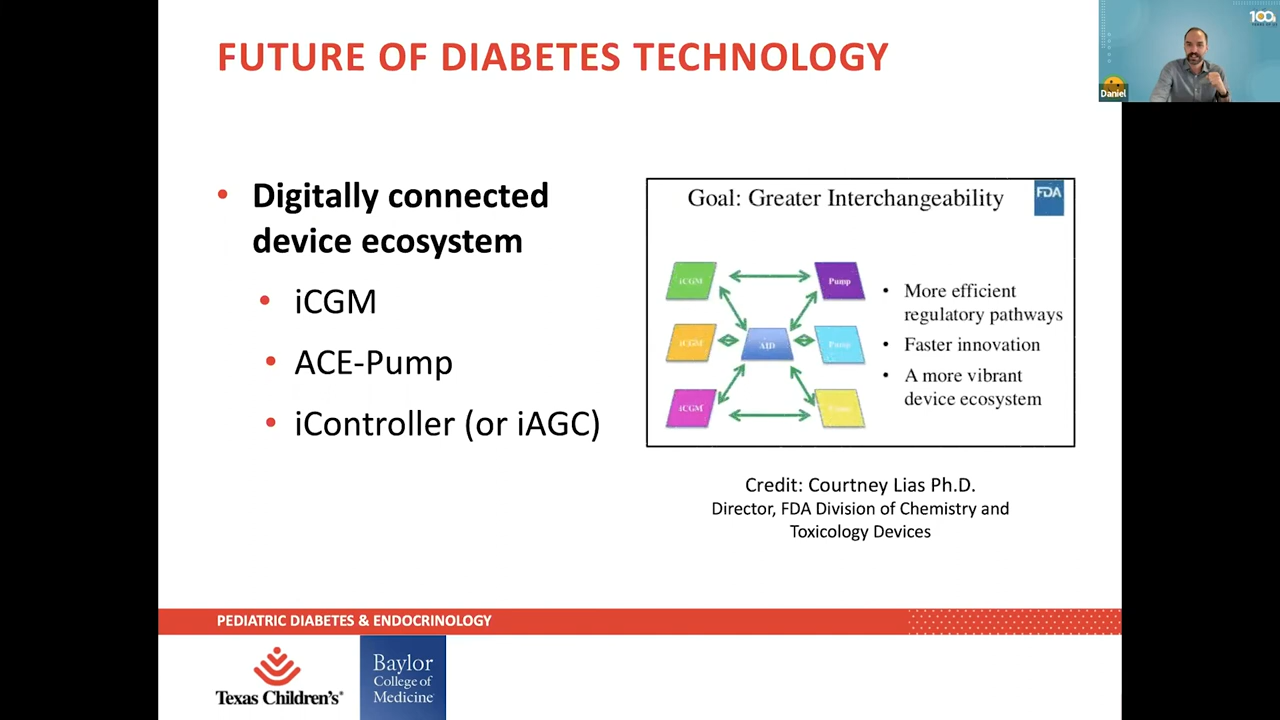 FUTURE OF DIABETES TECHNOLOGY
100
Daniel
• Digitally connected
device ecosystem
• iCGM
• ACE-Pump
• iController (or iAGC)
Goal: Greater Interchangeability
FDA
iCGM
Pump
iCGM
AID
Pump
iCGM
• More efficient
regulatory pathways
• Faster innovation
• A more vibrant
device ecosystem
Credit: Courtney Lias Ph.D.
Director, FDA Division of Chemistry and
Toxicology Devices
PEDIATRIC DIABETES & ENDOCRINOLOGY
Texas Children's®
Baylor
College of
Medicine